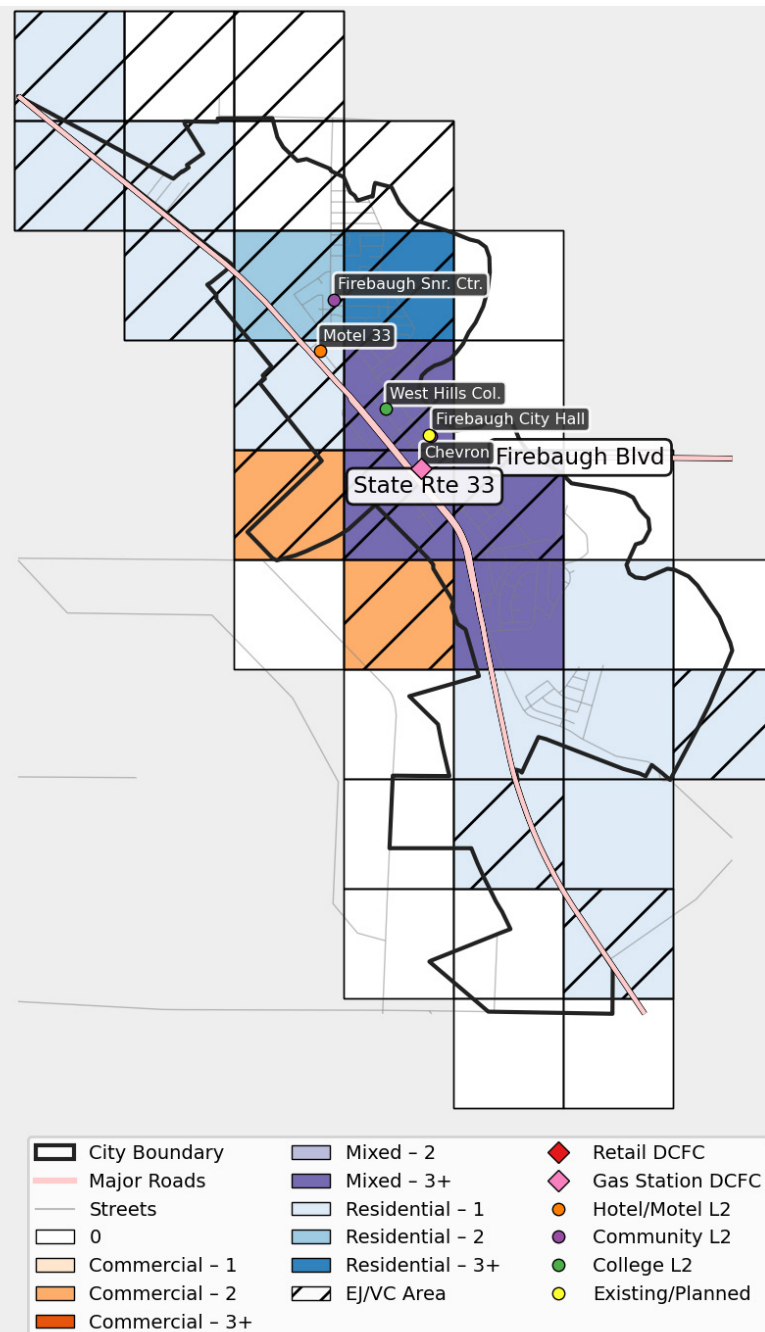 Firebaugh Snr. Ctr.
Motel 33
West Hills Col.
Firebaugh City Hall
Chevron
Firebaugh Blvd
State Rte 33
City Boundary
Major Roads
Streets
0
Commercial – 1
Commercial – 2
Commercial – 3+
Mixed – 2
Mixed – 3+
Residential – 1
Residential – 2
Residential – 3+
EJ/VC Area
Retail DCFC
Gas Station DCFC
Hotel/Motel L2
Community L2
College L2
Existing/Planned